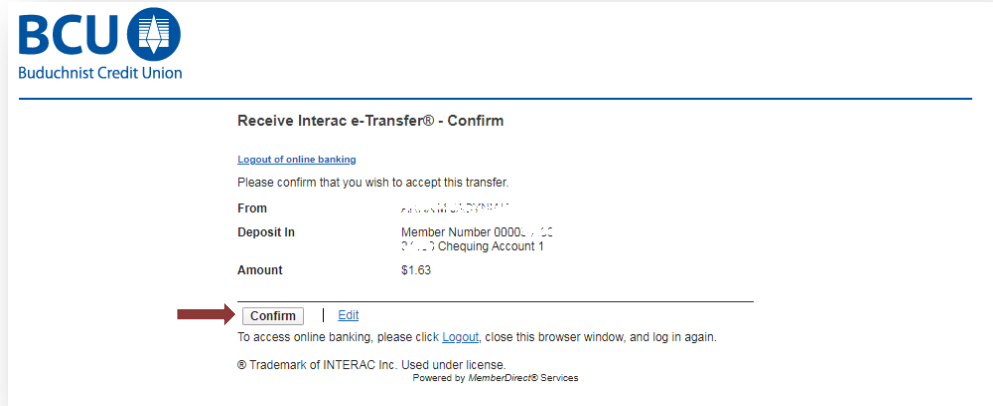 BCU
Buduchnist Credit Union
Receive Interac e-Transfer® - Confirm
Logout of online banking
Please confirm that you wish to accept this transfer.
From
Deposit In Member Number
Chequing Account 1
Amount $1.63
Confirm | Edit
To access online banking, please click Logout, close this browser window, and log in again.
® Trademark of INTERAC Inc. Used under license.
Powered by MemberDirect® Services